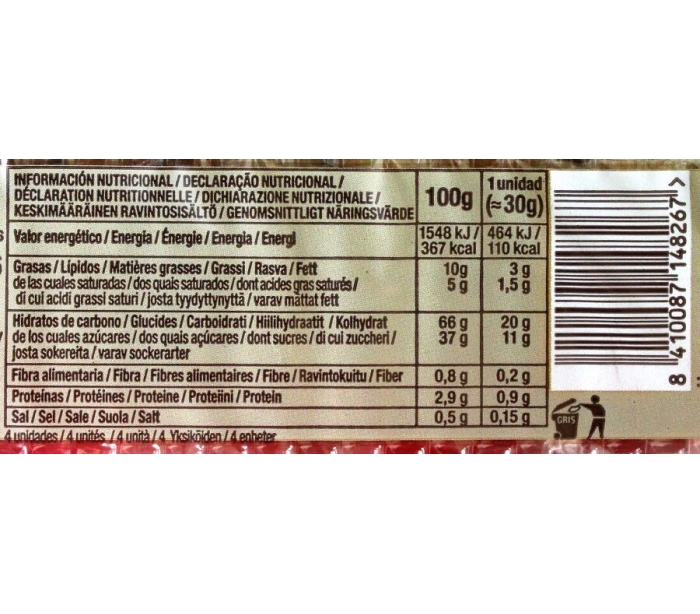 INFORMACIÓN NUTRICIONAL / DECLARAÇÃO NUTRICIONAL /
DÉCLARATION NUTRITIONNELLE / DICHIARAZIONE NUTRIZIONALE /
KESKIMÄÄRÄINEN RAVINTOSISÄLTÖ / GENOMSNITTLIGT NÄRINGSVÄRDE
100g
1 unidad
(≈30g)
Valor energético / Energia / Énergie / Energia / Energi
1548 kJ / 464 kJ /
367 kcal 110 kcal
Grasas / Lípidos / Matières grasses / Grassi / Rasva / Fett 10g 3 g
de las cuales saturadas / dos quais saturados / dont acides gras saturés / 5 g 1,5 g
di cui acidi grassi saturi / josta tyydyttynyttä / varav mättat fett
Hidratos de carbono / Glucides / Carboidrati / Hiilihydraatit / Kolhydrat 66 g 20 g
de los cuales azúcares / dos quais açúcares / dont sucres / di cui zuccheri / 37 g 11 g
josta sokereita / varav sockerarter
Fibra alimentaria / Fibra / Fibres alimentaires / Fibre / Ravintokuitu / Fiber 0,8 g 0,2 g
Proteínas / Protéines / Proteine / Proteiini / Protein 2,9 g 0,9 g
Sal / Sel / Sale / Suola / Salt 0,5 g 0,15 g
4 unidades / 4 unités / 4 unità / 4 Yksiköiden / 4 enheter
8 410087 148267 >
GRIS